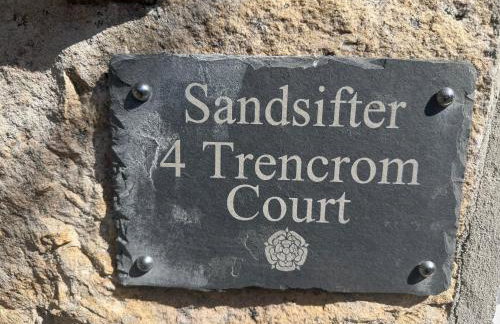 Sandsifter
4 Trencrom
Court